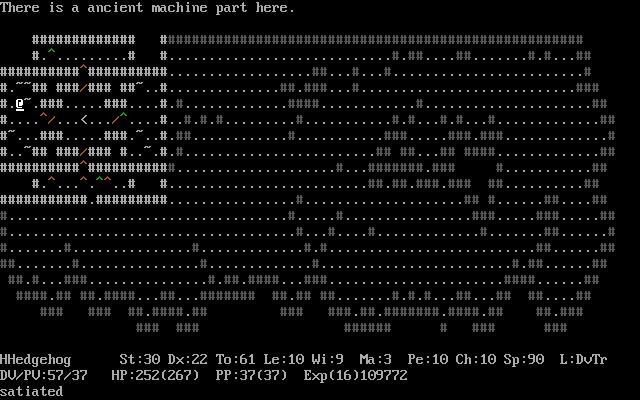 There is a ancient machine part here.
HHedgehog St:30 Dx:22 To:61 Le:10 Wi:9 Ma:3 Pe:10 Ch:10 Sp:90 L:DvTr
DV/PV:57/37 HP:252(267) PP:37(37) Exp(16)109772
satiated